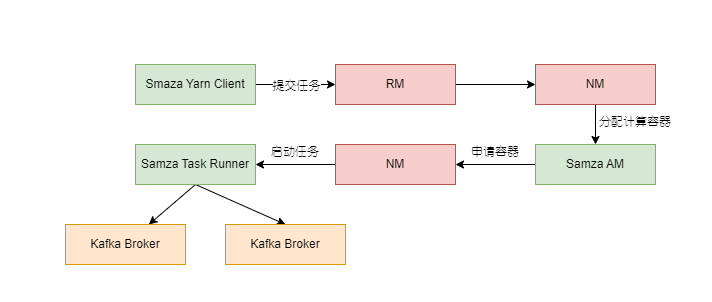 Smaza Yarn Client
提交任务
RM
NM
分配计算容器
Samza Task Runner
启动任务
NM
申请容器
Samza AM
Kafka Broker
Kafka Broker